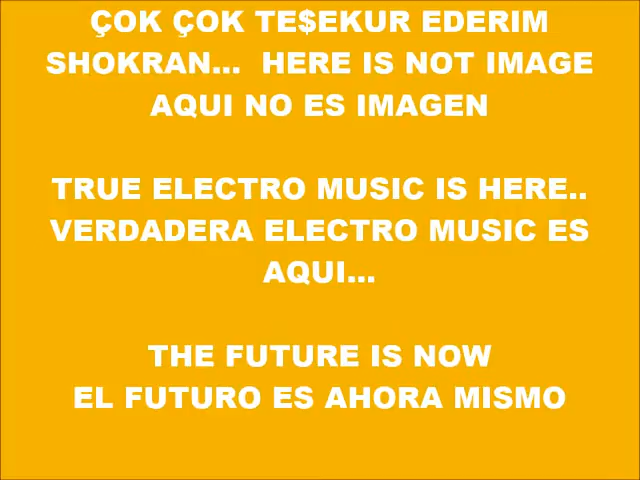 ÇOK ÇOK TE$EKUR EDERIM
SHOKRAN... HERE IS NOT IMAGE
AQUI NO ES IMAGEN
TRUE ELECTRO MUSIC IS HERE..
VERDADERA ELECTRO MUSIC ES
AQUI...
THE FUTURE IS NOW
EL FUTURO ES AHORA MISMO